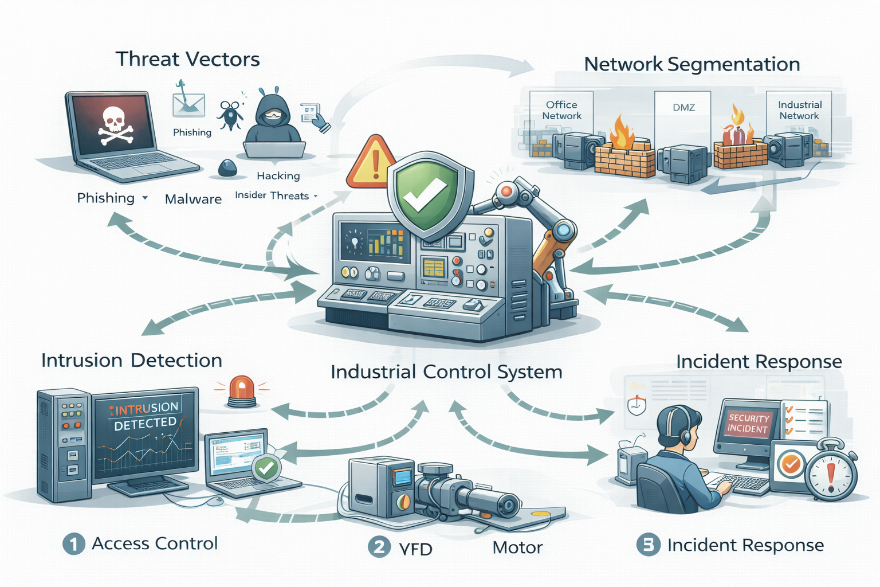 Threat Vectors
Network Segmentation
Office
Network
DMZ
Industrial
Network
Phishing
Hacking
Phishing
Malware
Insider Threats
Intrusion Detection
Industrial Control System
Incident Response
INTRUSION
DETECTED
SECURITY
INCIDENT
1 Access Control
2 VFD
Motor
3 Incident Response